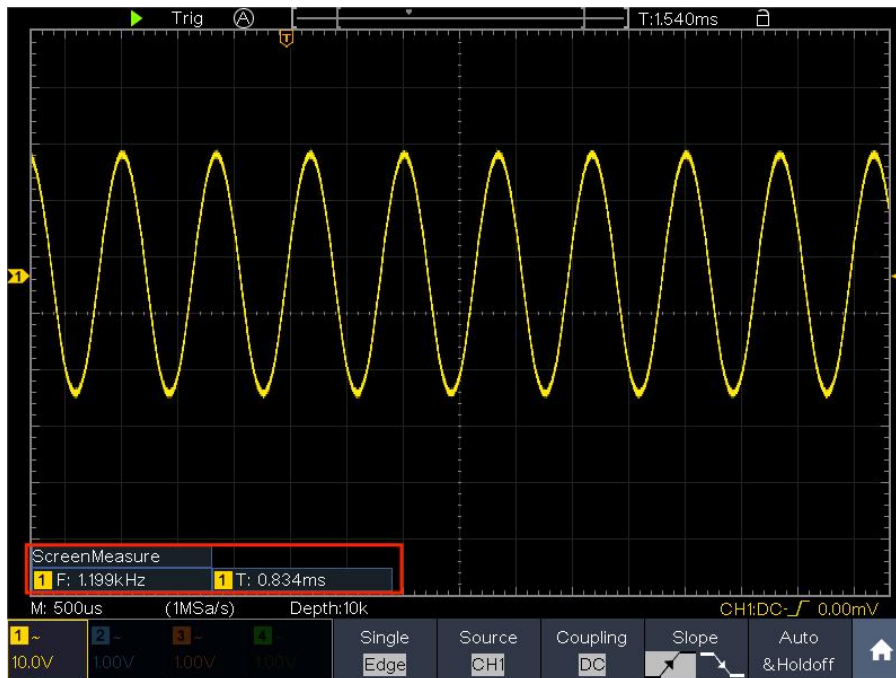 Trig A T:1.540ms
T
1
ScreenMeasure
1 F: 1.199kHz 1 T: 0.834ms
M: 500us (1MSa/s) Depth:10k CH1:DC- 0.00mV
1 ~ 2 ~ 3 ~ 4 - Single Source Coupling Slope Auto
10.0V 1.00V 1.00V 1.00V Edge CH1 DC &Holdoff